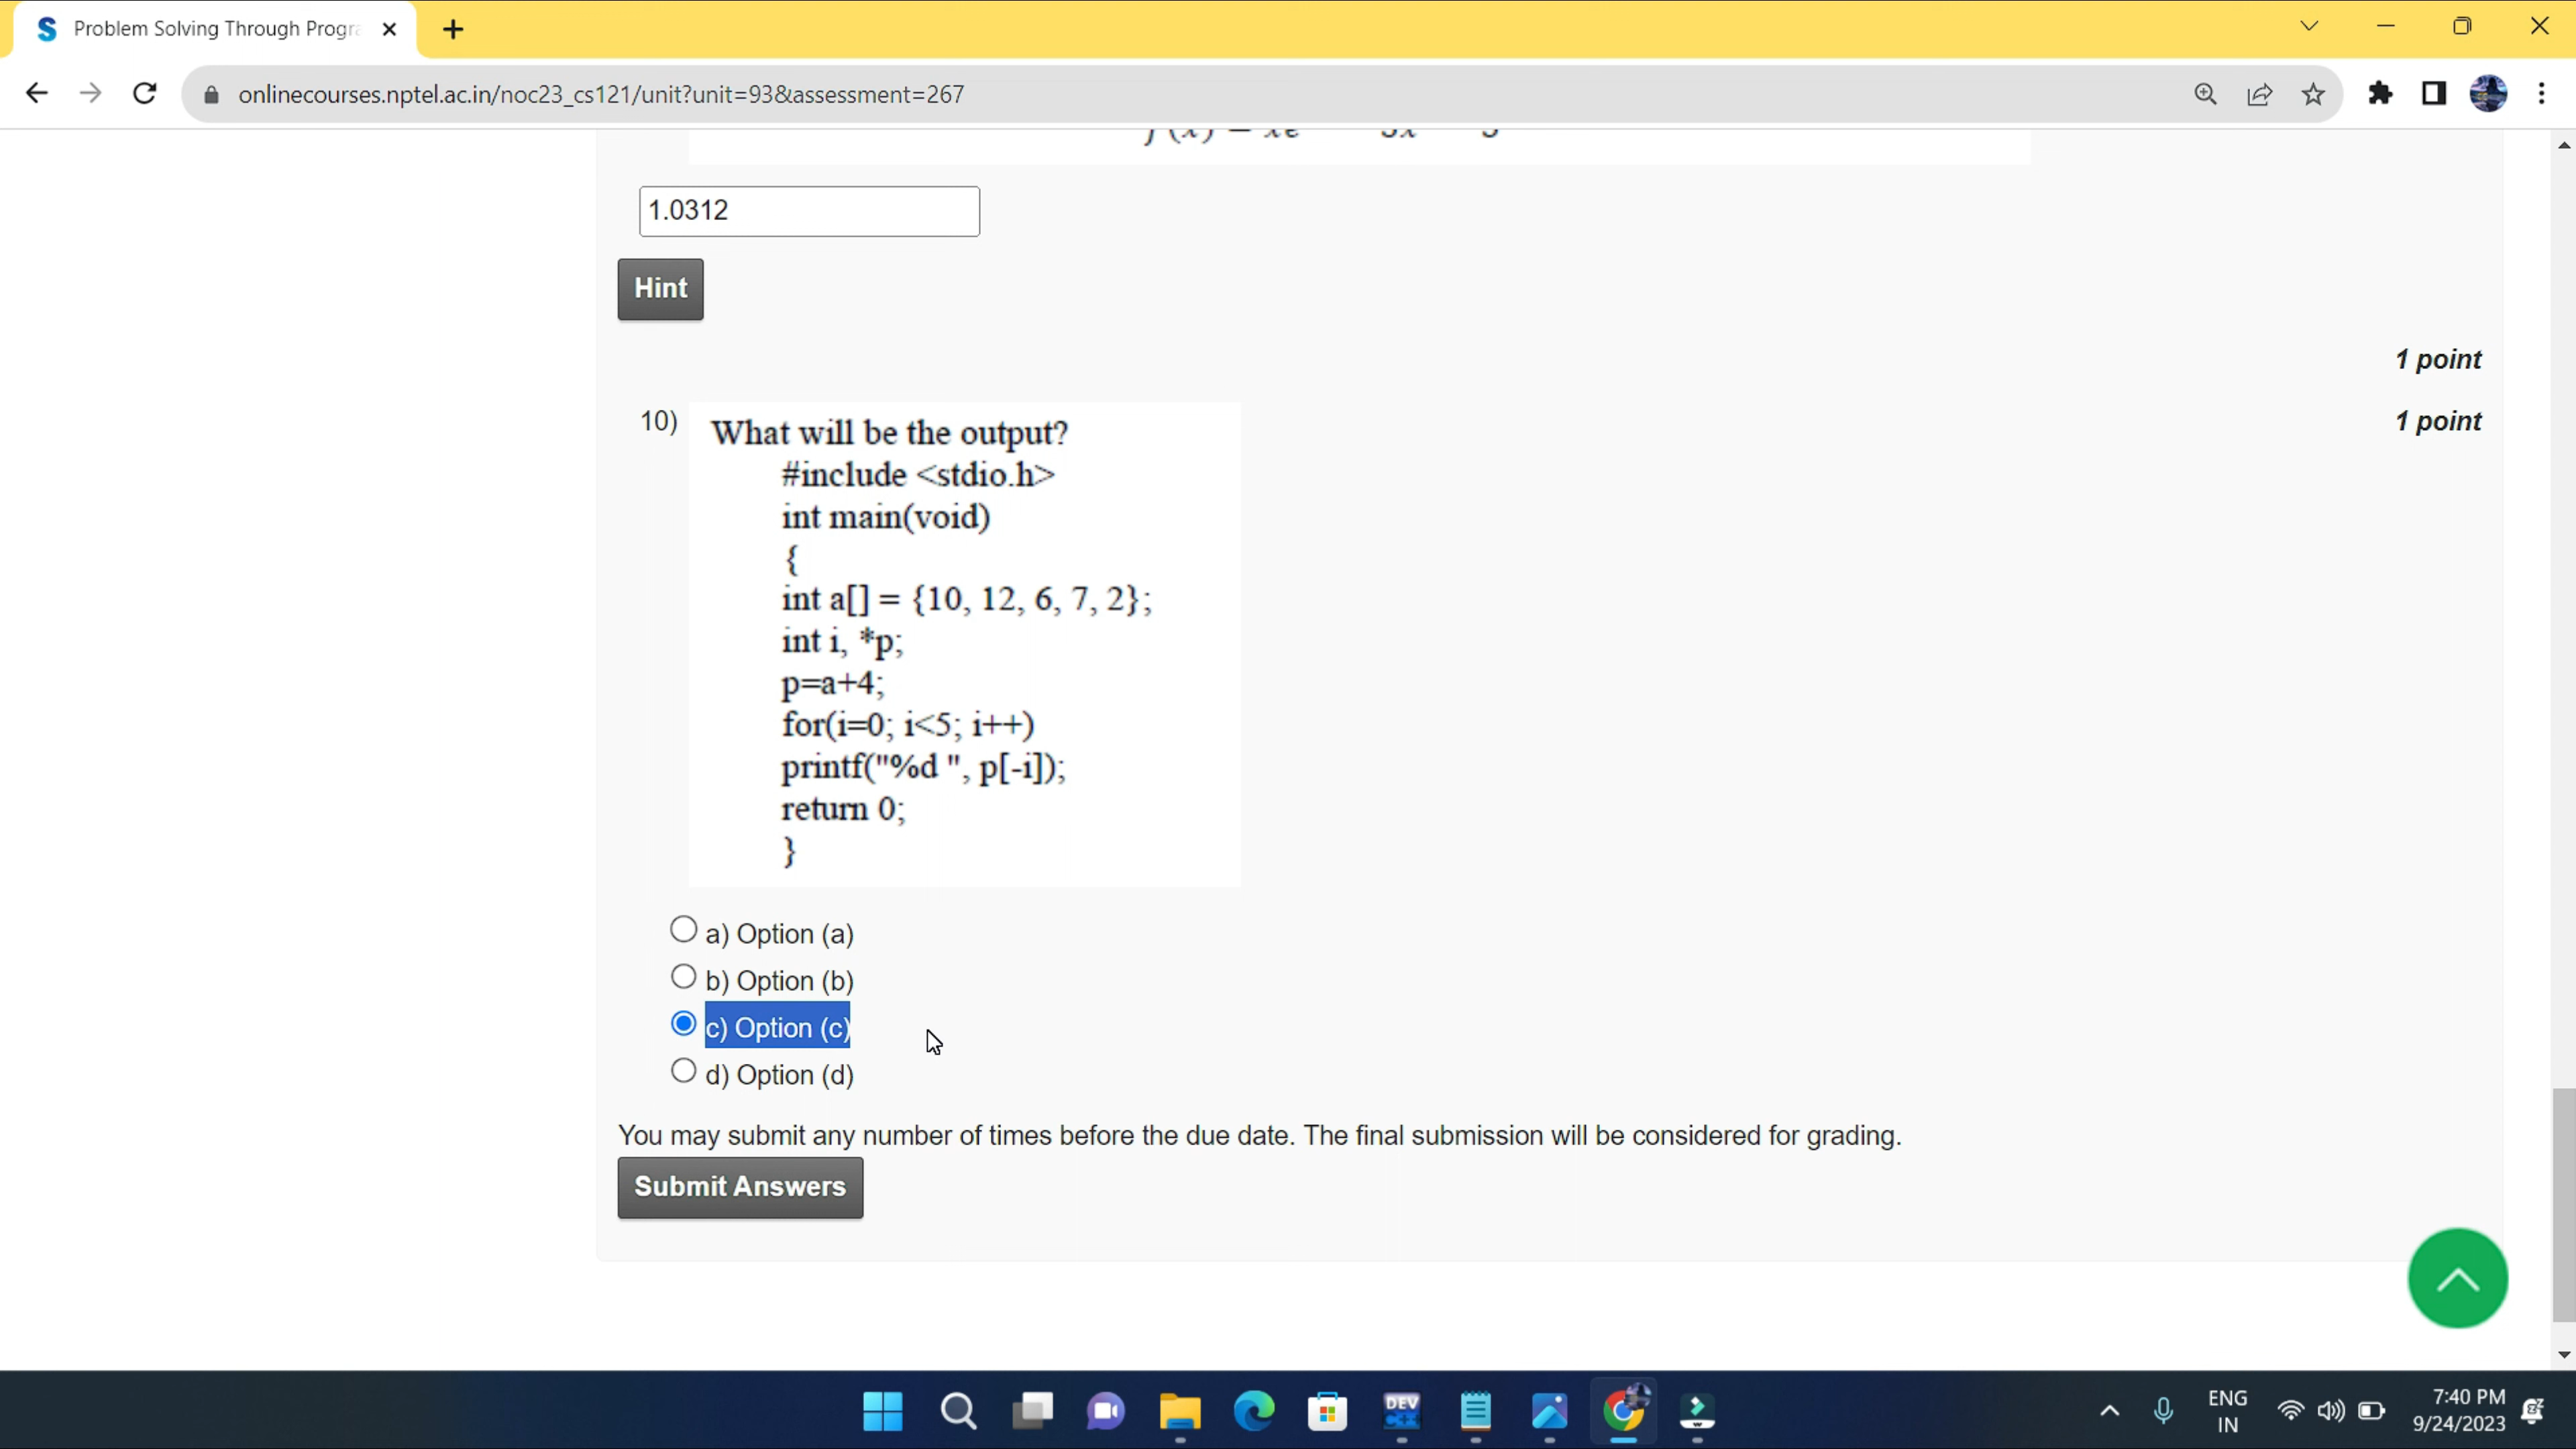 Problem Solving Through Progra
onlinecourses.nptel.ac.in/noc23_cs121/unit?unit=93&assessment=267
1.0312
Hint
1 point
10)
1 point
What will be the output?
#include <stdio.h>
int main(void)
{
int a[] = {10, 12, 6, 7, 2};
int i, *p;
p=a+4;
for(i=0; i<5; i++)
printf("%d ", p[-i]);
return 0;
}
a) Option (a)
b) Option (b)
c) Option (c)
d) Option (d)
You may submit any number of times before the due date. The final submission will be considered for grading.
Submit Answers
DEV
C++
ENG
IN
7:40 PM
9/24/2023